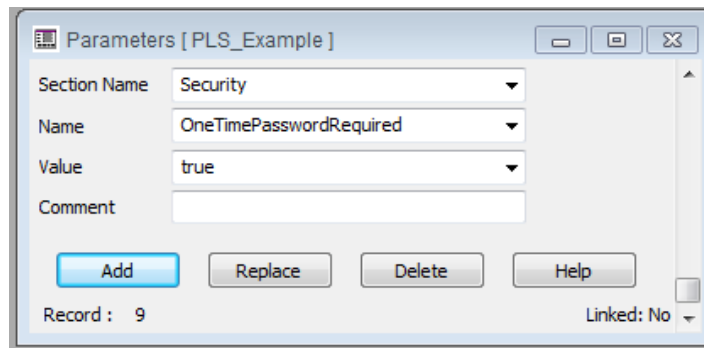 Parameters [ PLS_Example ]
Section Name Security
Name OneTimePasswordRequired
Value true
Comment
Add Replace Delete Help
Record : 9 Linked: No